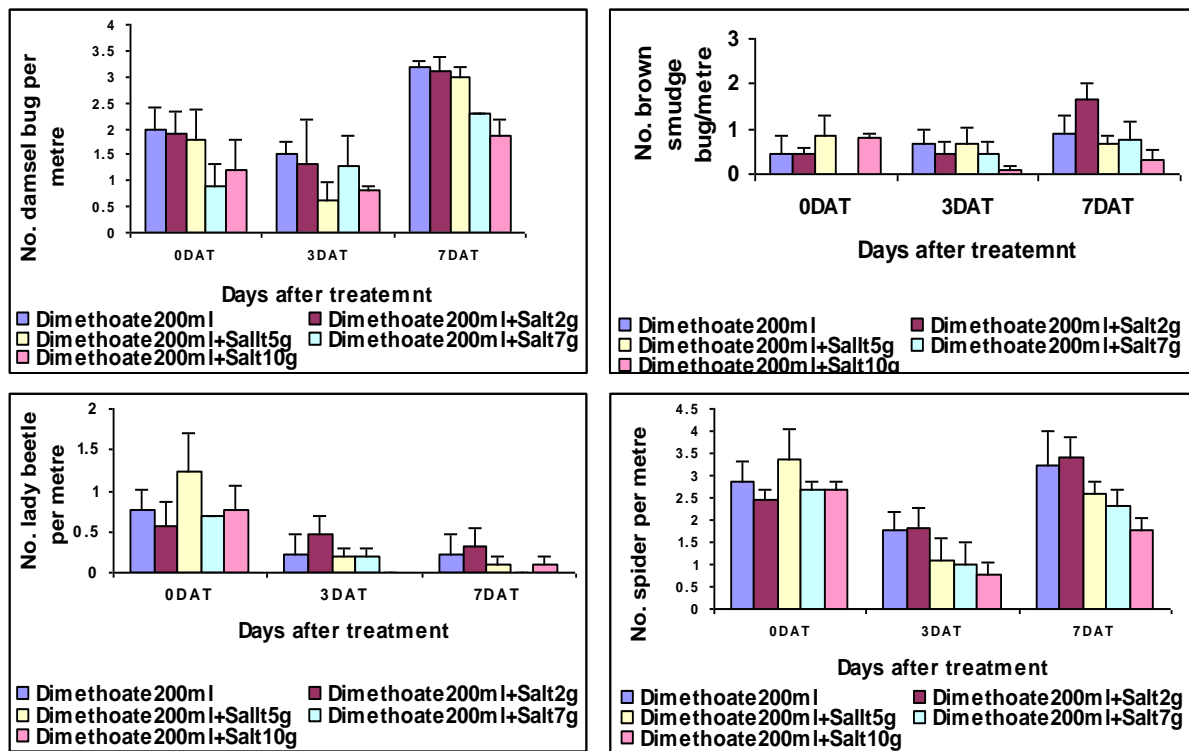 No. damsel bug per
metre
4
3.5
3
2.5
2
1.5
1
0.5
0
0DAT 3DAT 7DAT
Days after treatemnt
Dimethoate200ml Dimethoate200ml+Salt2g
Dimethoate200ml+Sallt5g Dimethoate200ml+Salt7g
Dimethoate200ml+Salt10g
No. brown
smudge
bug/metre
3
2
1
0
0DAT 3DAT 7DAT
Days after treatemnt
Dimethoate200ml Dimethoate200ml+Salt2g
Dimethoate200ml+Sallt5g Dimethoate200ml+Salt7g
Dimethoate200ml+Salt10g
No. lady beetle
per metre
2
1.5
1
0.5
0
0DAT 3DAT 7DAT
Days after treatment
Dimethoate200ml Dimethoate200ml+Salt2g
Dimethoate200ml+Sallt5g Dimethoate200ml+Salt7g
Dimethoate200ml+Salt10g
No. spider per metre
4.5
4
3.5
3
2.5
2
1.5
1
0.5
0
0DAT 3DAT 7DAT
Days after treatment
Dimethoate200ml Dimethoate200ml+Salt2g
Dimethoate200ml+Sallt5g Dimethoate200ml+Salt7g
Dimethoate200ml+Salt10g